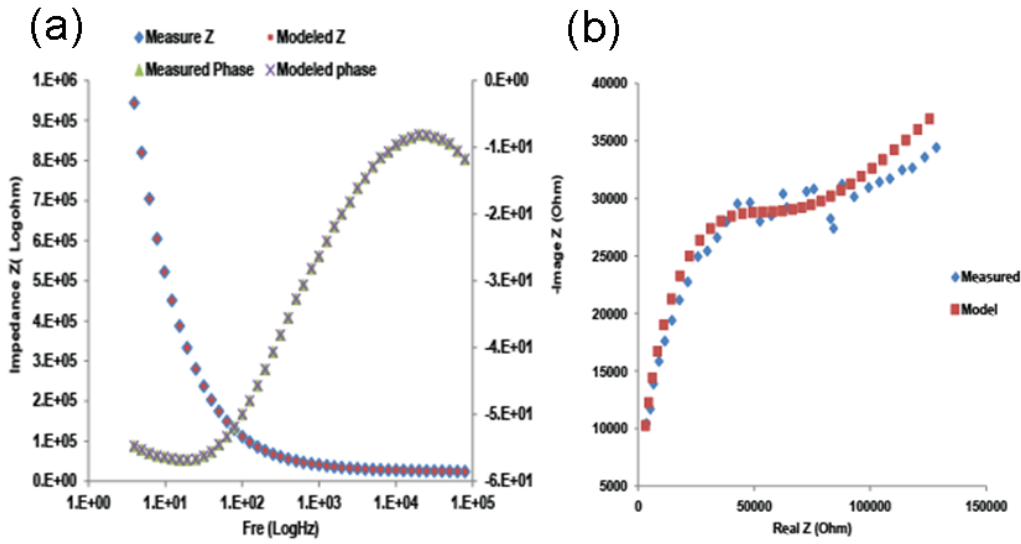 (a)
Measure Z
Modeled Z
Measured Phase
Modeled phase
1.E+06
9.E+05
8.E+05
7.E+05
6.E+05
5.E+05
4.E+05
3.E+05
2.E+05
1.E+05
0.E+00
Impedance Z( Logohm)
0.E+00
-1.E+01
-2.E+01
-3.E+01
-4.E+01
-5.E+01
-6.E+01
1.E+00
1.E+01
1.E+02
1.E+03
1.E+04
1.E+05
Fre (LogHz)
(b)
40000
35000
30000
25000
20000
15000
10000
5000
-Image Z (Ohm)
0
50000
100000
150000
Real Z (Ohm)
Measured
Model